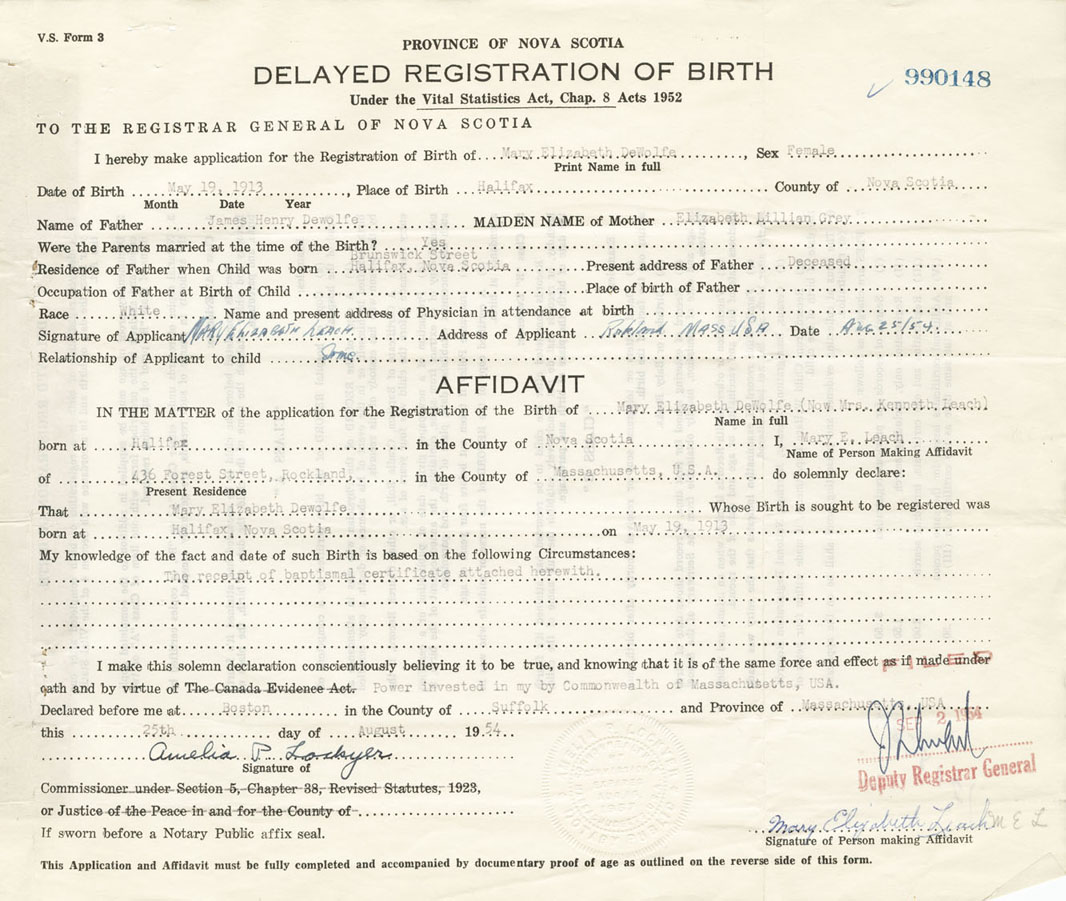 V.S. Form 3
PROVINCE OF NOVA SCOTIA
DELAYED REGISTRATION OF BIRTH
990148
Under the Vital Statistics Act, Chap. 8 Acts 1952
TO THE REGISTRAR GENERAL OF NOVA SCOTIA
I hereby make application for the Registration of Birth of Mary Elizabeth DeWolfe, Sex Female
Print Name in full
Date of Birth May 19, 1913, Place of Birth Halifax County of Nova Scotia
Month Date Year
Name of Father James Henry Dewolfe MAIDEN NAME of Mother Elizabeth Lillian Grey
Were the Parents married at the time of the Birth? Yes
Brunswick Street
Residence of Father when Child was born Halifax, Nova Scotia Present address of Father Deceased
Occupation of Father at Birth of Child Place of birth of Father
Race White Name and present address of Physician in attendance at birth
Signature of Applicant MARY Elizabeth Leach Address of Applicant Rockland Mass USA Date Aug 25/54
Relationship of Applicant to child Same
AFFIDAVIT
IN THE MATTER of the application for the Registration of the Birth of Mary Elizabeth DeWolfe (Now Mrs. Kenneth Leach)
Name in full
born at Halifax in the County of Nova Scotia I, Mary E. Leach
Name of Person Making Affidavit
of 436 Forest Street, Rockland, in the County of Massachusetts, U.S.A. do solemnly declare:
Present Residence
That Mary Elizabeth Dewolfe Whose Birth is sought to be registered was
born at Halifax, Nova Scotia on May 19, 1913
My knowledge of the fact and date of such Birth is based on the following Circumstances:
The receipt of baptismal certificate attached herewith.
I make this solemn declaration conscientiously believing it to be true, and knowing that it is of the same force and effect as if made under
FILED
oath and by virtue of The Canada Evidence Act. Power invested in my by Commonwealth of Massachusetts, USA.
Declared before me at Boston in the County of Suffolk and Province of Massachusetts, USA
this 25th day of August 1954.
SEP 2 1954
Amelia P. Lockyer
Signature of
Deputy Registrar General
Commissioner under Section 5, Chapter 38, Revised Statutes, 1923,
or Justice of the Peace in and for the County of
Mary Elizabeth Leach M E L
If sworn before a Notary Public affix seal.
Signature of Person making Affidavit
This Application and Affidavit must be fully completed and accompanied by documentary proof of age as outlined on the reverse side of this form.